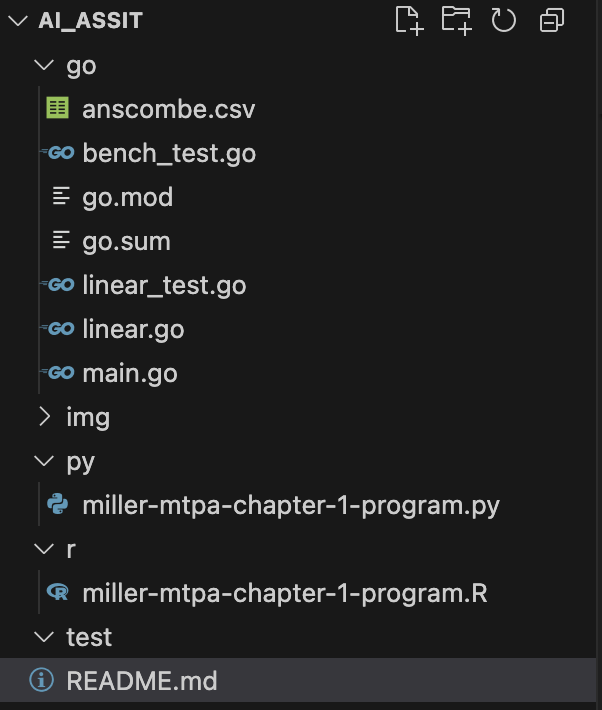 AI_ASSIT
go
anscombe.csv
GO bench_test.go
go.mod
go.sum
GO linear_test.go
GO linear.go
GO main.go
img
py
miller-mtpa-chapter-1-program.py
r
R miller-mtpa-chapter-1-program.R
test
README.md